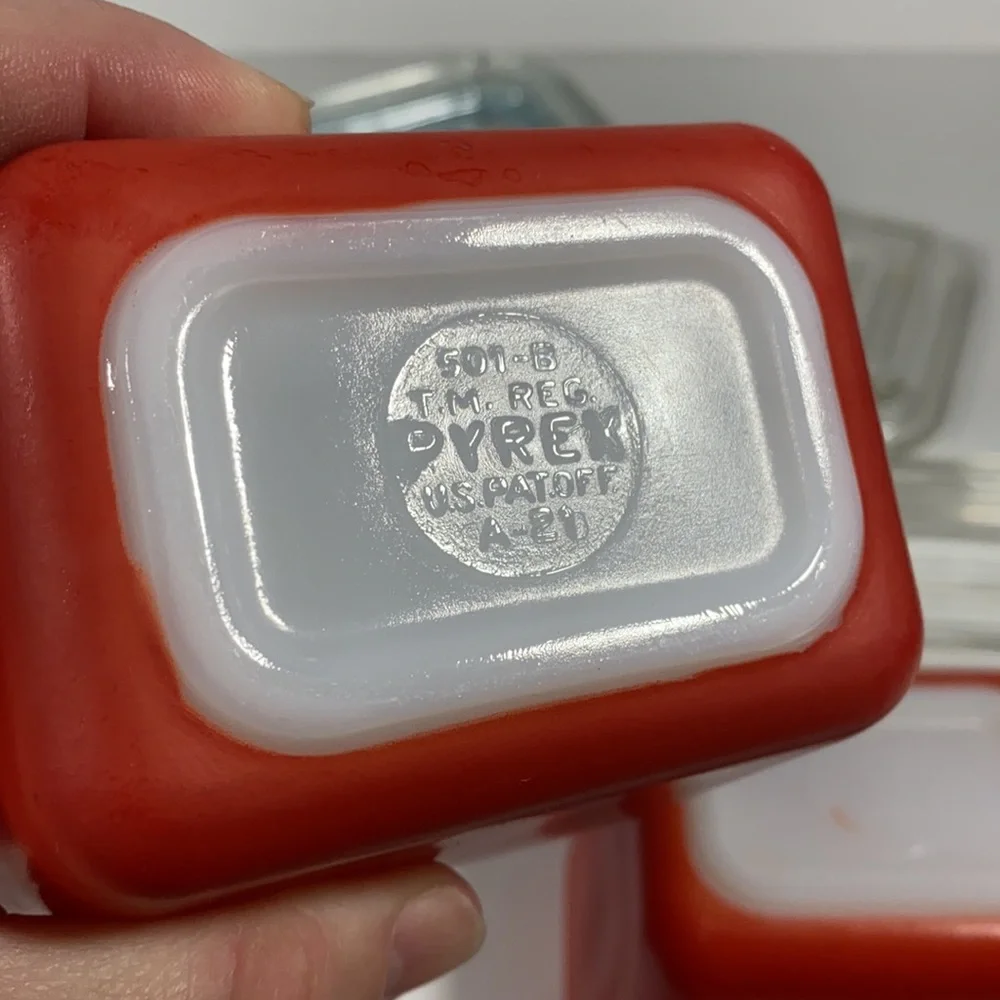 501-B
T.M. REG.
PYREX
U.S. PAT. OFF
A-21